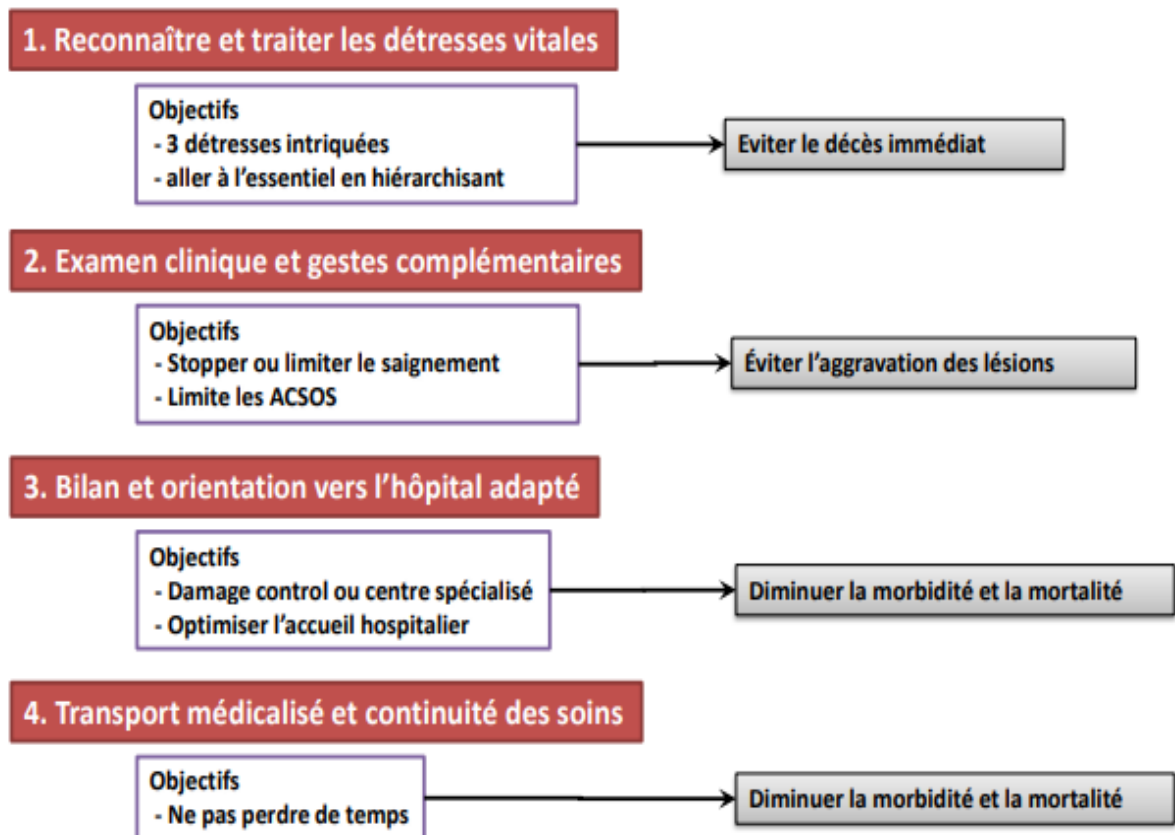 1. Reconnaître et traiter les détresses vitales
Objectifs
- 3 détresses intriquées
- aller à l'essentiel en hiérarchisant
Eviter le décès immédiat
2. Examen clinique et gestes complémentaires
Objectifs
- Stopper ou limiter le saignement
- Limite les ACSOS
Éviter l'aggravation des lésions
3. Bilan et orientation vers l'hôpital adapté
Objectifs
- Damage control ou centre spécialisé
- Optimiser l'accueil hospitalier
Diminuer la morbidité et la mortalité
4. Transport médicalisé et continuité des soins
Objectifs
- Ne pas perdre de temps
Diminuer la morbidité et la mortalité